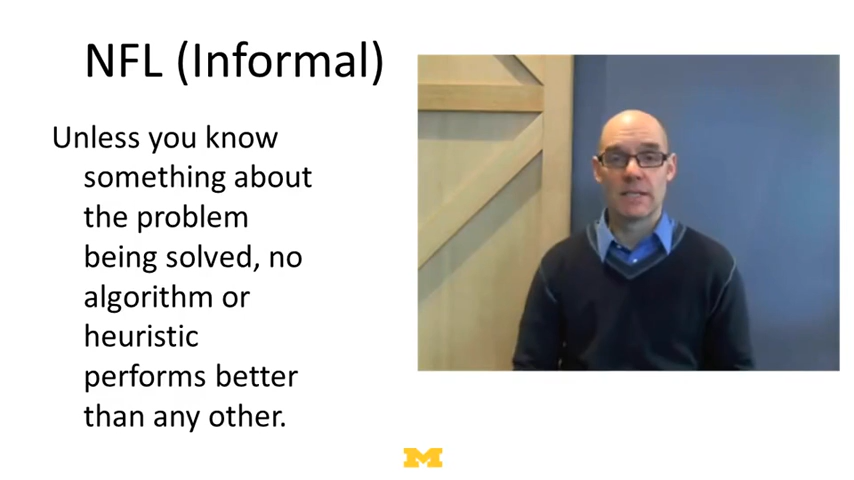 NFL (Informal)
Unless you know
something about
the problem
being solved, no
algorithm or
heuristic
performs better
than any other.
M